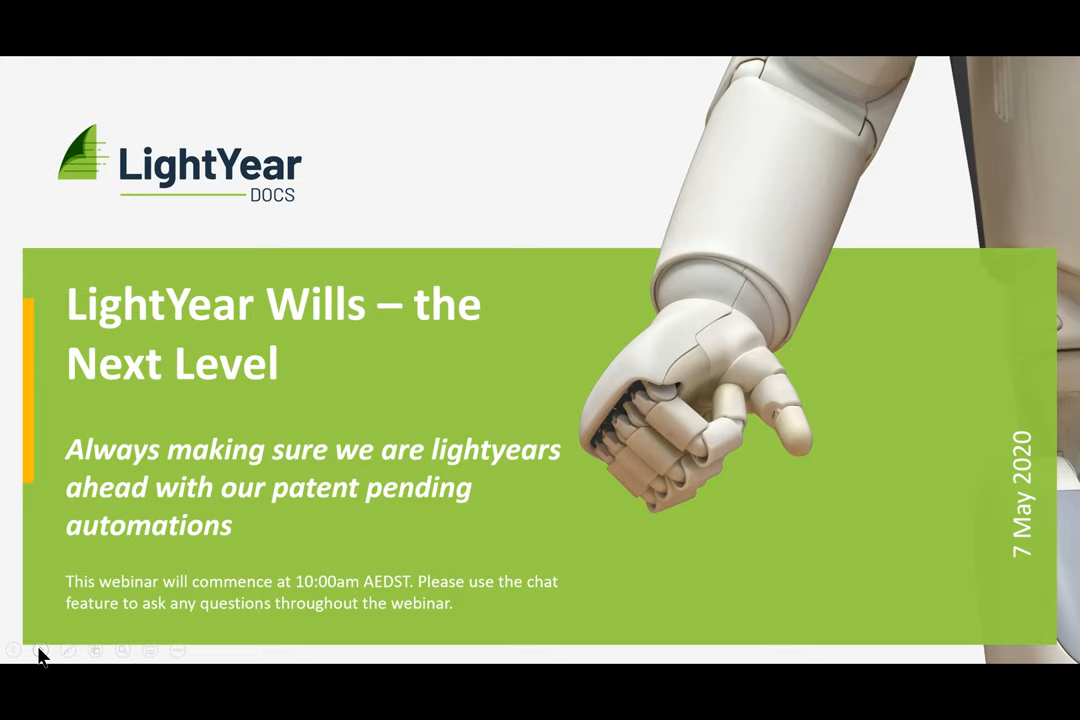 LightYear
DOCS
LightYear Wills – the
Next Level
Always making sure we are lightyears
ahead with our patent pending
automations
This webinar will commence at 10:00am AEDST. Please use the chat
feature to ask any questions throughout the webinar.
7 May 2020